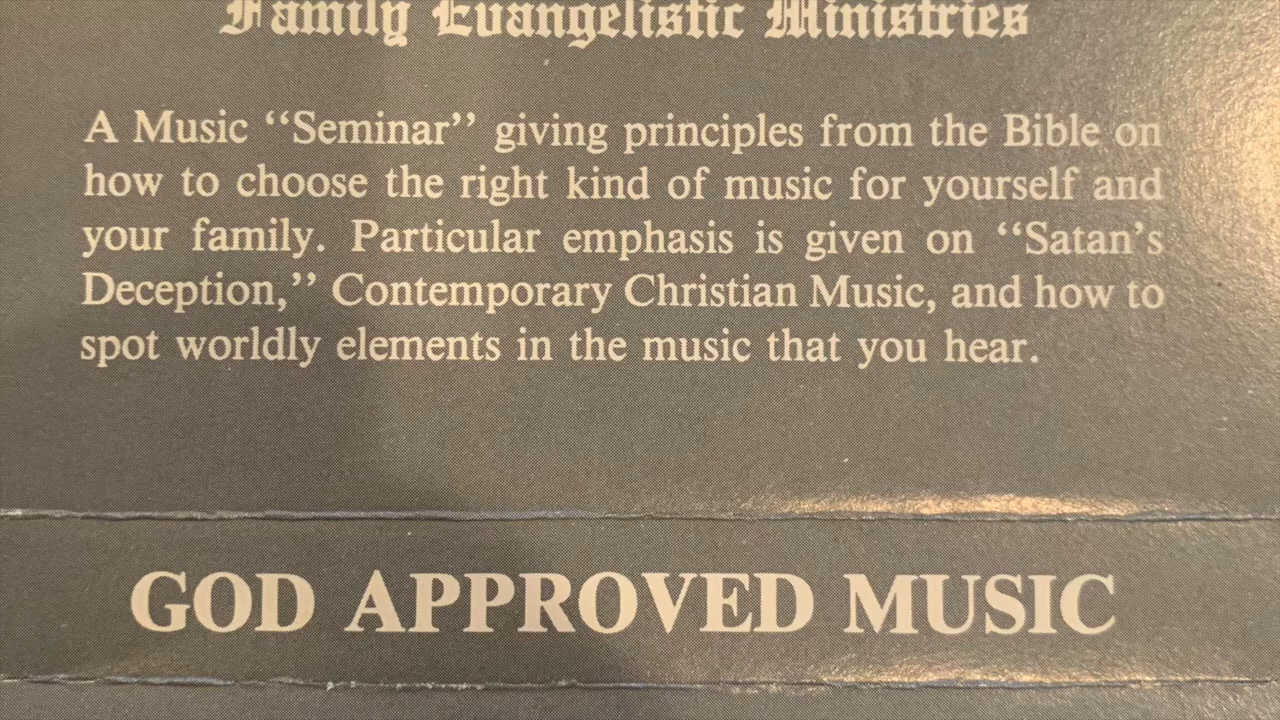 Family Evangelistic Ministries
A Music “Seminar” giving principles from the Bible on
how to choose the right kind of music for yourself and
your family. Particular emphasis is given on “Satan’s
Deception,” Contemporary Christian Music, and how to
spot worldly elements in the music that you hear.
GOD APPROVED MUSIC